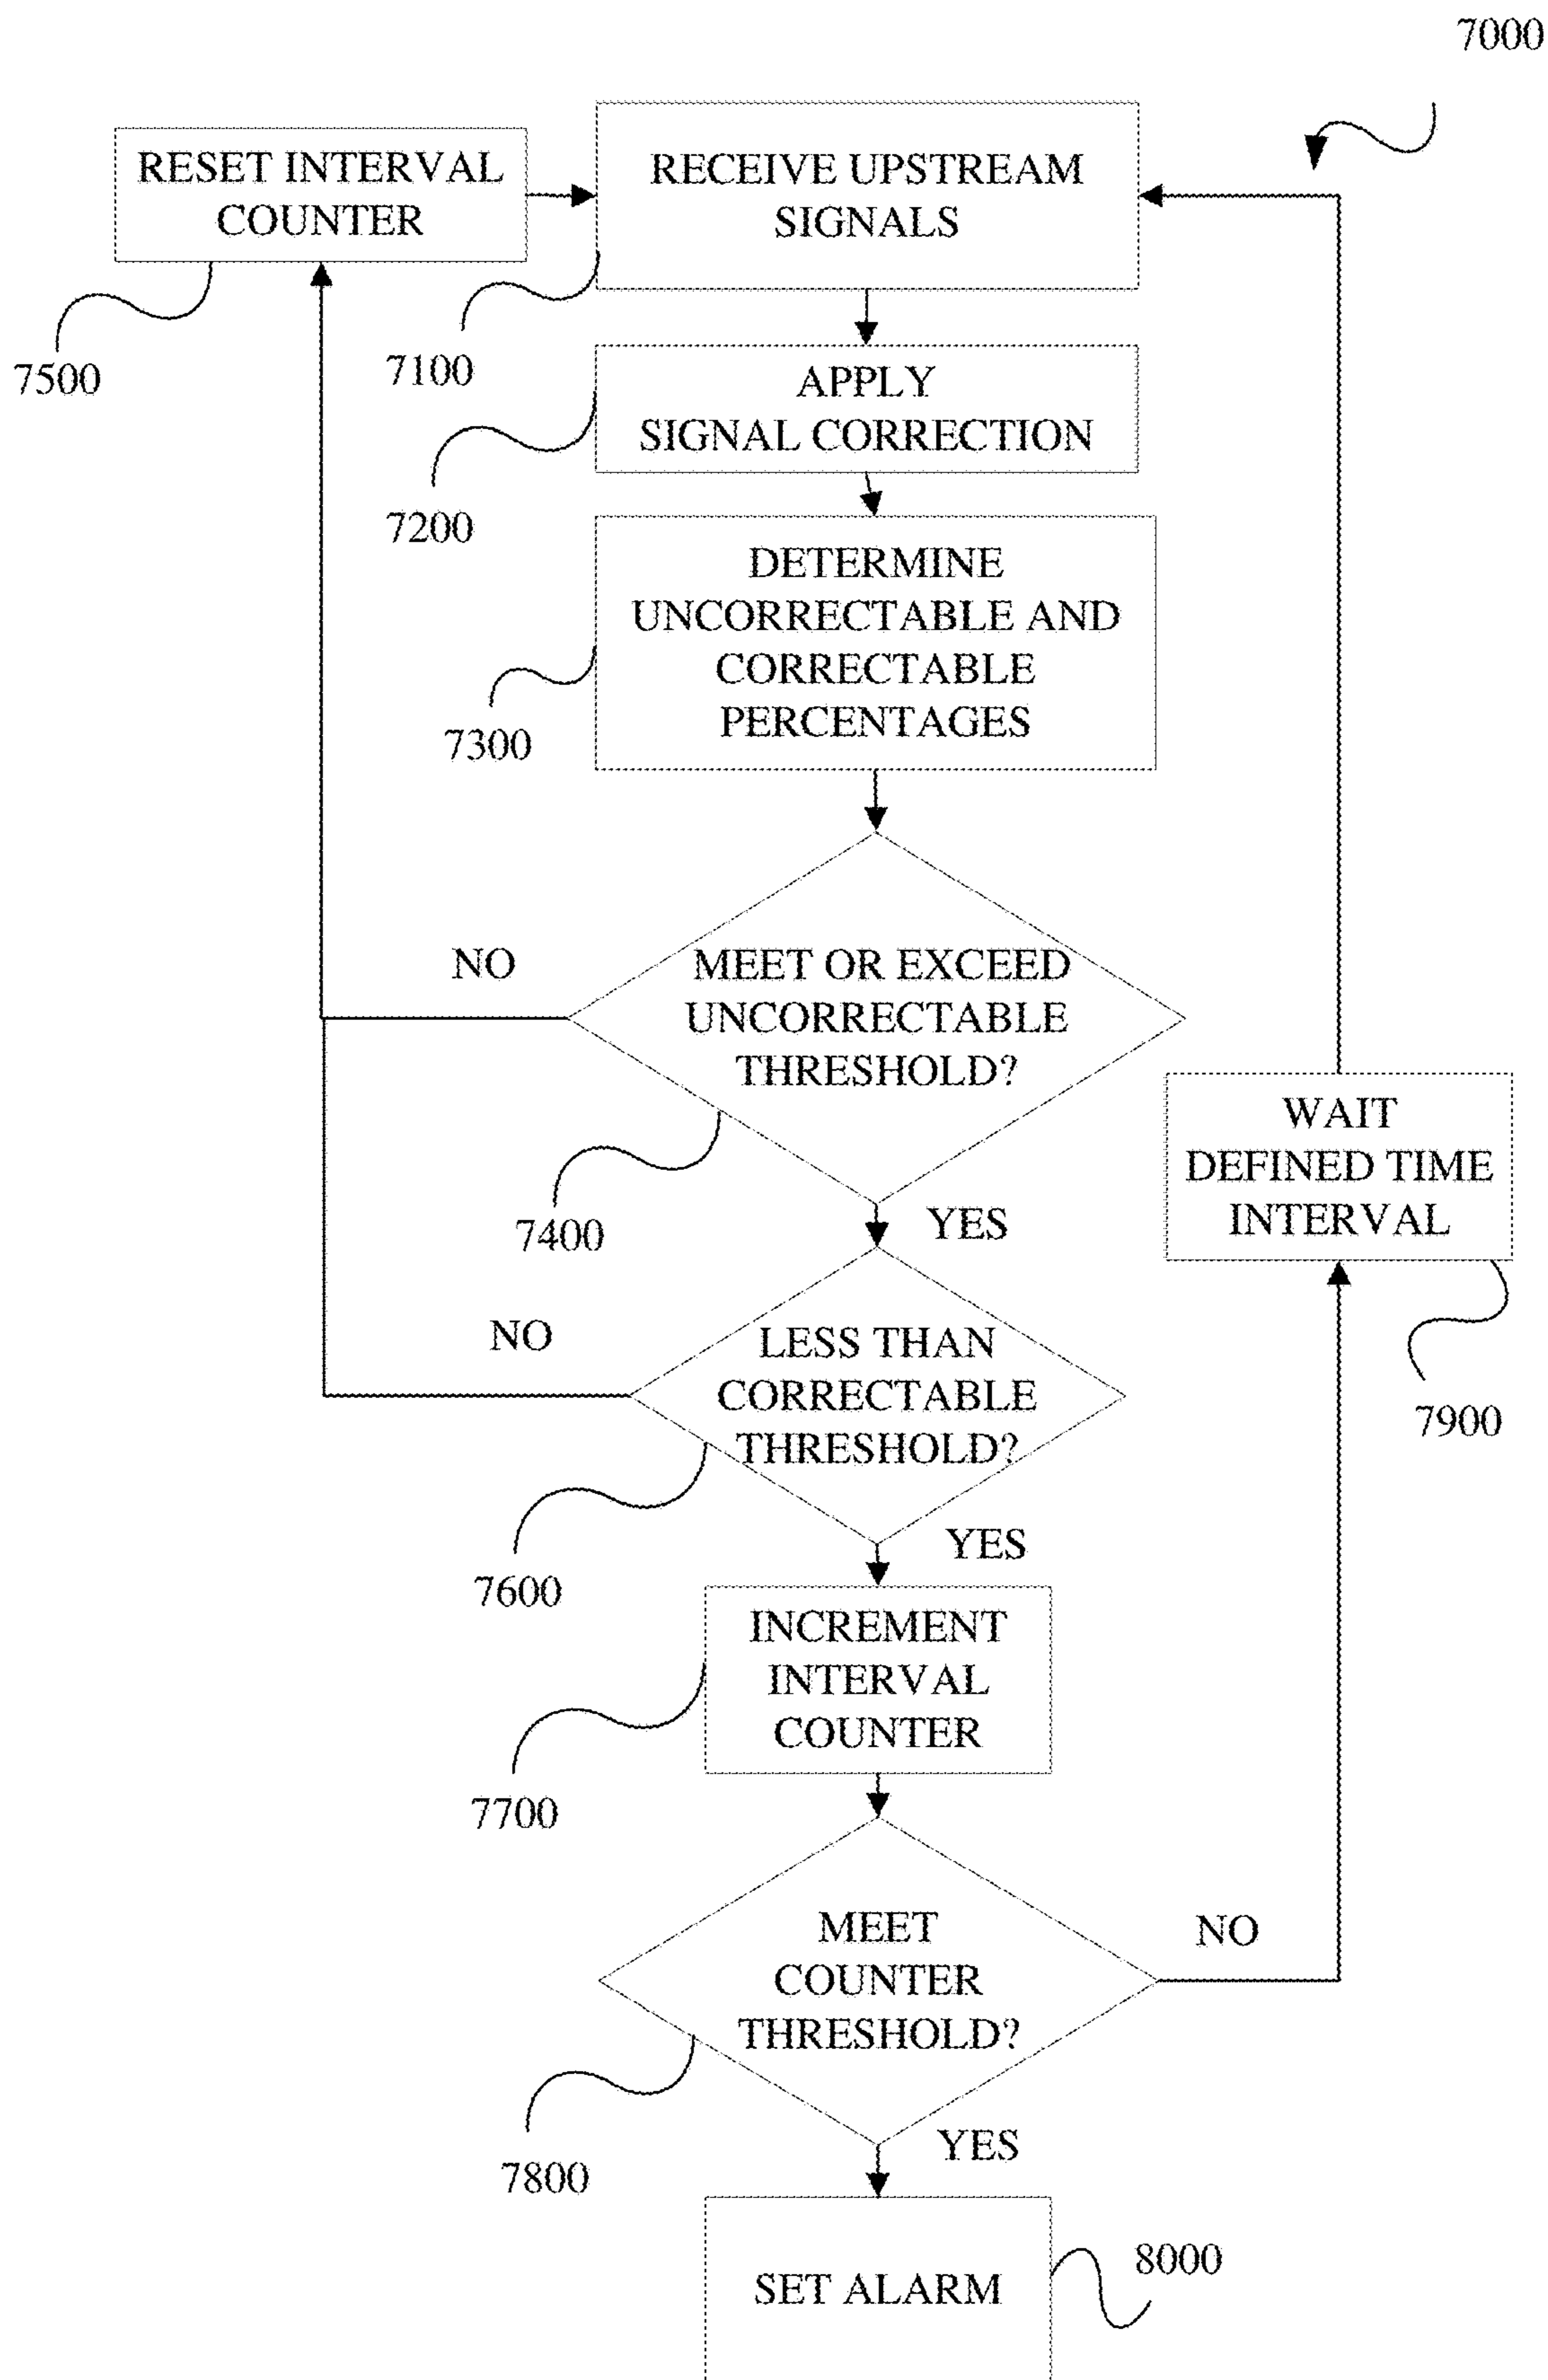 7000
RESET INTERVAL
COUNTER
RECEIVE UPSTREAM
SIGNALS
7500
7100
APPLY
SIGNAL CORRECTION
7200
DETERMINE
UNCORRECTABLE AND
CORRECTABLE
PERCENTAGES
7300
NO
MEET OR EXCEED
UNCORRECTABLE
THRESHOLD?
7400
YES
WAIT
DEFINED TIME
INTERVAL
7900
NO
LESS THAN
CORRECTABLE
THRESHOLD?
7600
YES
INCREMENT
INTERVAL
COUNTER
7700
MEET
COUNTER
THRESHOLD?
NO
7800
YES
SET ALARM
8000